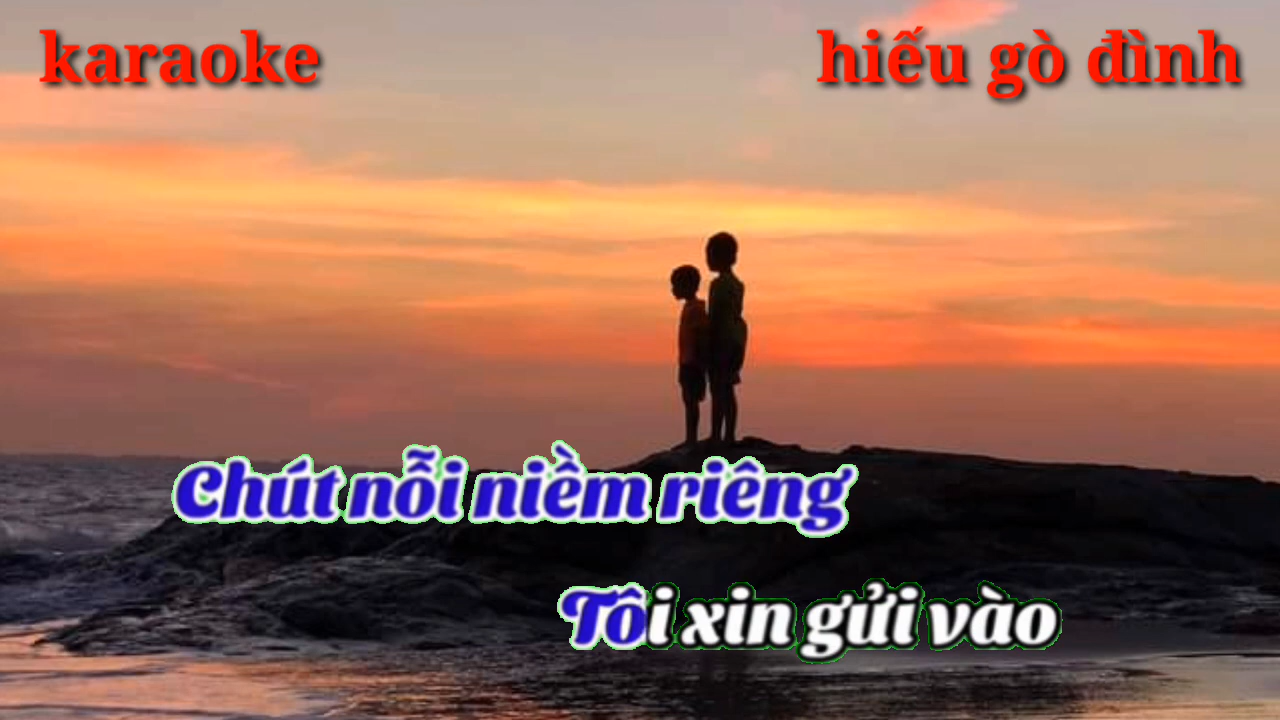 karaoke
hiếu gò đình
Chút nỗi niềm riêng
Tôi xin gửi vào